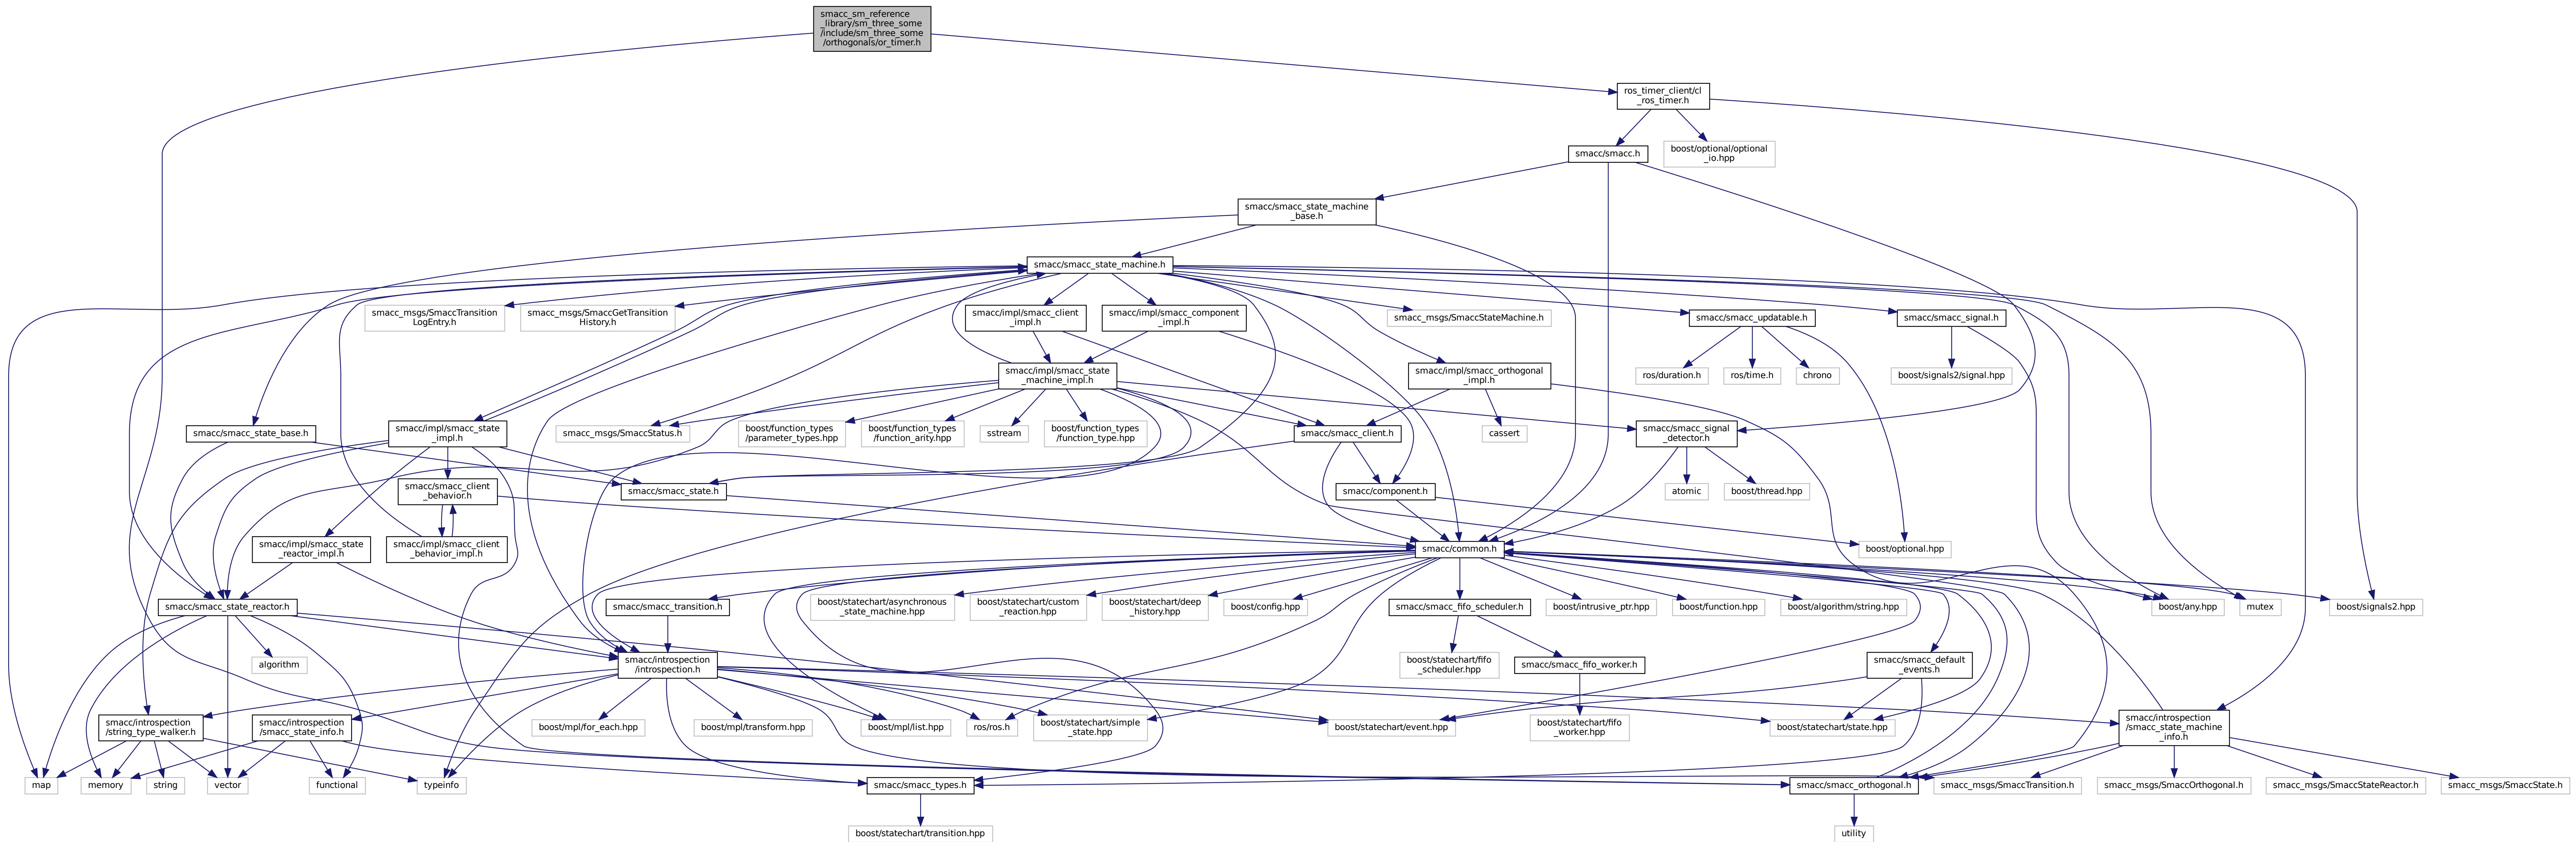 smacc_sm_reference
_library/sm_three_some
/include/sm_three_some
/orthogonals/or_timer.h
ros_timer_client/cl
_ros_timer.h
smacc/smacc.h
boost/optional/optional
_io.hpp
smacc/smacc_state_machine
_base.h
smacc/smacc_state_machine.h
smacc_msgs/SmaccTransition
LogEntry.h
smacc_msgs/SmaccGetTransition
History.h
smacc/impl/smacc_client
_impl.h
smacc/impl/smacc_component
_impl.h
smacc_msgs/SmaccStateMachine.h
smacc/smacc_updatable.h
smacc/smacc_signal.h
smacc/impl/smacc_state
_machine_impl.h
smacc/impl/smacc_orthogonal
_impl.h
ros/duration.h
ros/time.h
chrono
boost/signals2/signal.hpp
smacc/smacc_state_base.h
smacc/impl/smacc_state
_impl.h
smacc_msgs/SmaccStatus.h
boost/function_types
/parameter_types.hpp
boost/function_types
/function_arity.hpp
sstream
boost/function_types
/function_type.hpp
smacc/smacc_client.h
cassert
smacc/smacc_signal
_detector.h
smacc/smacc_client
_behavior.h
smacc/smacc_state.h
smacc/component.h
atomic
boost/thread.hpp
smacc/impl/smacc_state
_reactor_impl.h
smacc/impl/smacc_client
_behavior_impl.h
smacc/common.h
boost/optional.hpp
smacc/smacc_state_reactor.h
smacc/smacc_transition.h
boost/statechart/asynchronous
_state_machine.hpp
boost/statechart/custom
_reaction.hpp
boost/statechart/deep
_history.hpp
boost/config.hpp
smacc/smacc_fifo_scheduler.h
boost/intrusive_ptr.hpp
boost/function.hpp
boost/algorithm/string.hpp
boost/any.hpp
mutex
boost/signals2.hpp
algorithm
smacc/introspection
/introspection.h
boost/statechart/fifo
_scheduler.hpp
smacc/smacc_fifo_worker.h
smacc/smacc_default
_events.h
smacc/introspection
/string_type_walker.h
smacc/introspection
/smacc_state_info.h
boost/mpl/for_each.hpp
boost/mpl/transform.hpp
boost/mpl/list.hpp
ros/ros.h
boost/statechart/simple
_state.hpp
boost/statechart/event.hpp
boost/statechart/fifo
_worker.hpp
boost/statechart/state.hpp
smacc/introspection
/smacc_state_machine
_info.h
map
memory
string
vector
functional
typeinfo
smacc/smacc_types.h
smacc/smacc_orthogonal.h
smacc_msgs/SmaccTransition.h
smacc_msgs/SmaccOrthogonal.h
smacc_msgs/SmaccStateReactor.h
smacc_msgs/SmaccState.h
boost/statechart/transition.hpp
utility